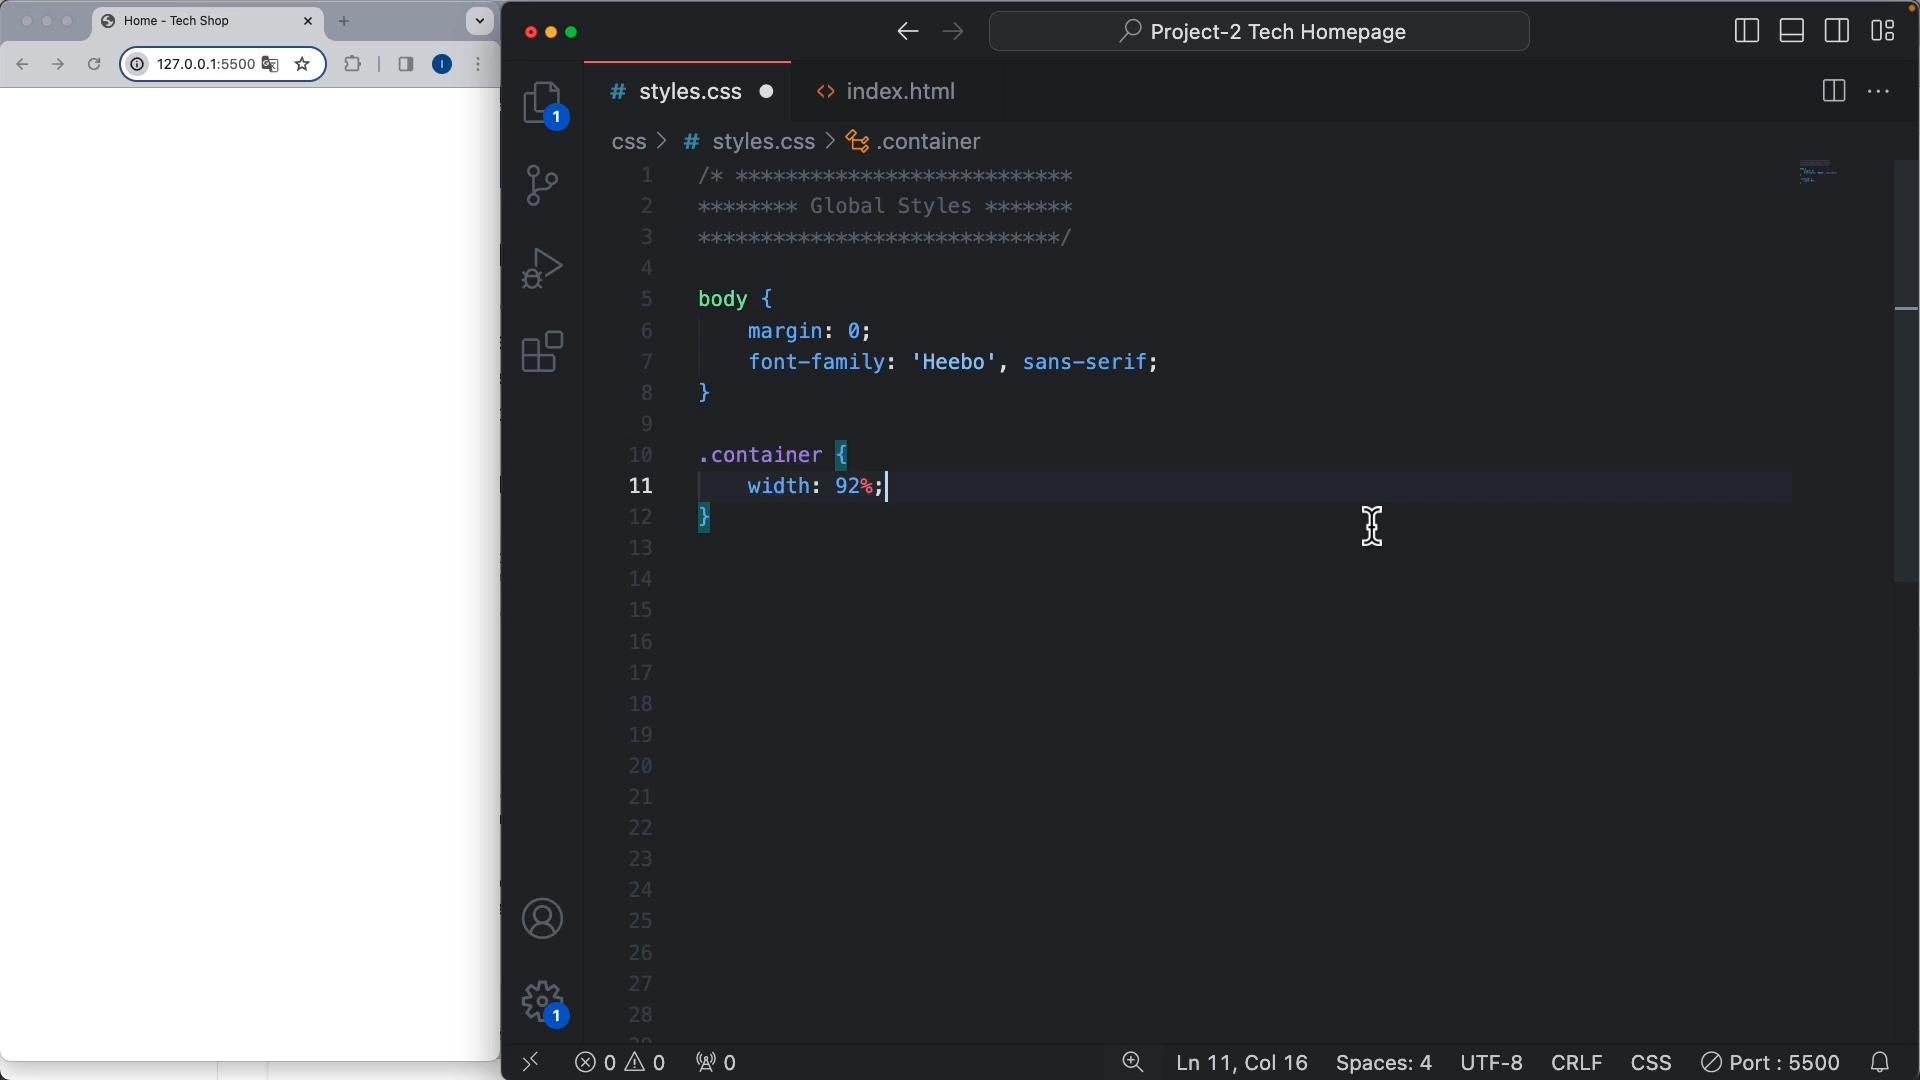 Home - Tech Shop
127.0.0.1:5500
I
Project-2 Tech Homepage
# styles.css
<> index.html
css > # styles.css > .container
1 /* ***************************
2 ******** Global Styles *******
3 *****************************/
4
5 body {
6 margin: 0;
7 font-family: 'Heebo', sans-serif;
8 }
9
10 .container {
11 width: 92%;
12 }
13
14
15
16
17
18
19
20
21
22
23
24
25
26
27
28
1
1
0 0 0
Ln 11, Col 16 Spaces: 4 UTF-8 CRLF CSS Port : 5500